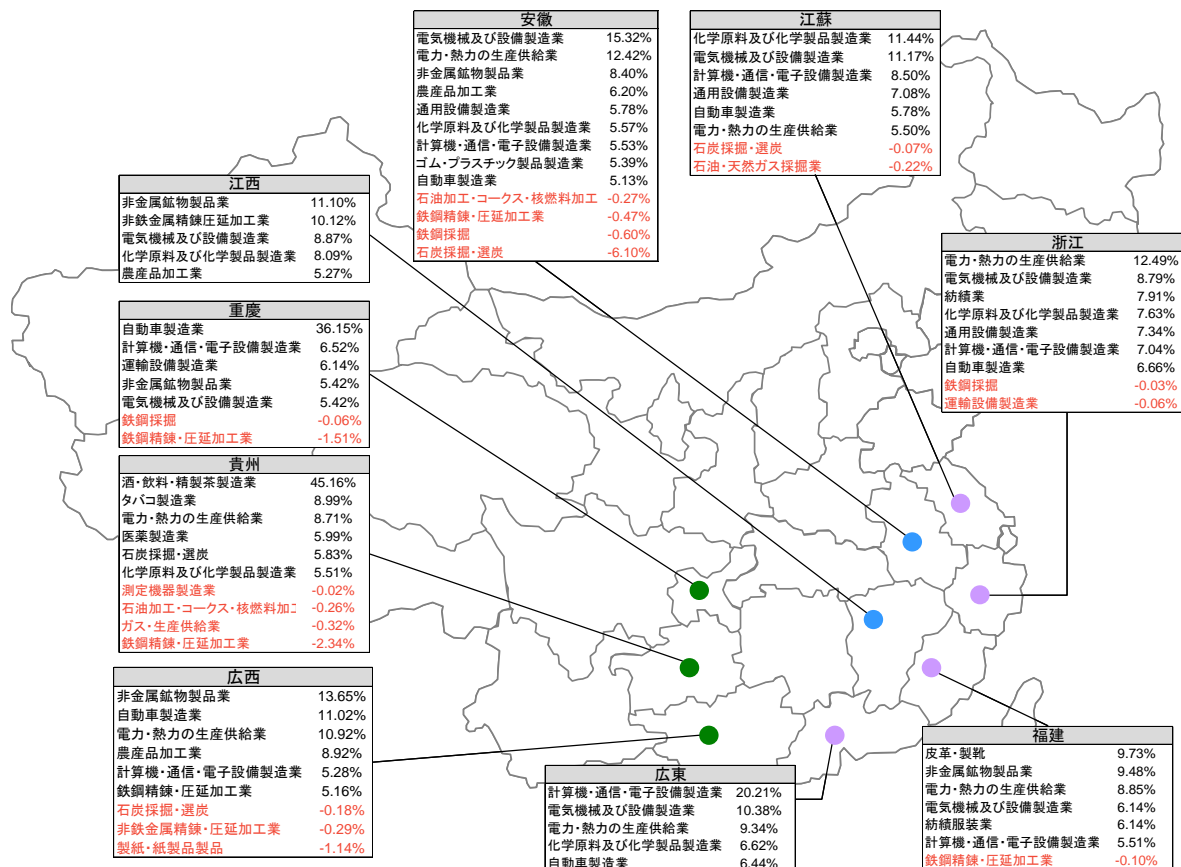 安徽
電気機械及び設備製造業 15.32%
電力・熱力の生産供給業 12.42%
非金属鉱物製品業 8.40%
農産品加工業 6.20%
通用設備製造業 5.78%
化学原料及び化学製品製造業 5.57%
計算機・通信・電子設備製造業 5.53%
ゴム・プラスチック製品製造業 5.39%
自動車製造業 5.13%
石油加工・コークス・核燃料加工 -0.27%
鉄鋼精錬・圧延加工業 -0.47%
鉄鋼採掘 -0.60%
石炭採掘・選炭 -6.10%
江蘇
化学原料及び化学製品製造業 11.44%
電気機械及び設備製造業 11.17%
計算機・通信・電子設備製造業 8.50%
通用設備製造業 7.08%
自動車製造業 5.78%
電力・熱力の生産供給業 5.50%
石炭採掘・選炭 -0.07%
石油・天然ガス採掘業 -0.22%
江西
非金属鉱物製品業 11.10%
非鉄金属精錬圧延加工業 10.12%
電気機械及び設備製造業 8.87%
化学原料及び化学製品製造業 8.09%
農産品加工業 5.27%
浙江
電力・熱力の生産供給業 12.49%
電気機械及び設備製造業 8.79%
紡績業 7.91%
化学原料及び化学製品製造業 7.63%
通用設備製造業 7.34%
計算機・通信・電子設備製造業 7.04%
自動車製造業 6.66%
鉄鋼採掘 -0.03%
運輸設備製造業 -0.06%
重慶
自動車製造業 36.15%
計算機・通信・電子設備製造業 6.52%
運輸設備製造業 6.14%
非金属鉱物製品業 5.42%
電気機械及び設備製造業 5.42%
鉄鋼採掘 -0.06%
鉄鋼精錬・圧延加工業 -1.51%
貴州
酒・飲料・精製茶製造業 45.16%
タバコ製造業 8.99%
電力・熱力の生産供給業 8.71%
医薬製造業 5.99%
石炭採掘・選炭 5.83%
化学原料及び化学製品製造業 5.51%
測定機器製造業 -0.02%
石油加工・コークス・核燃料加 -0.26%
ガス・生産供給業 -0.32%
鉄鋼精錬・圧延加工業 -2.34%
広西
非金属鉱物製品業 13.65%
自動車製造業 11.02%
電力・熱力の生産供給業 10.92%
農産品加工業 8.92%
計算機・通信・電子設備製造業 5.28%
鉄鋼精錬・圧延加工業 5.16%
石炭採掘・選炭 -0.18%
非鉄金属精錬・圧延加工業 -0.29%
製紙・紙製品製品 -1.14%
広東
計算機・通信・電子設備製造業 20.21%
電気機械及び設備製造業 10.38%
電力・熱力の生産供給業 9.34%
化学原料及び化学製品製造業 6.62%
自動車製造業 6.44%
福建
皮革・製靴 9.73%
非金属鉱物製品業 9.48%
電力・熱力の生産供給業 8.85%
電気機械及び設備製造業 6.14%
紡績服装業 6.14%
計算機・通信・電子設備製造業 5.51%
鉄鋼精錬・圧延加工業 -0.10%